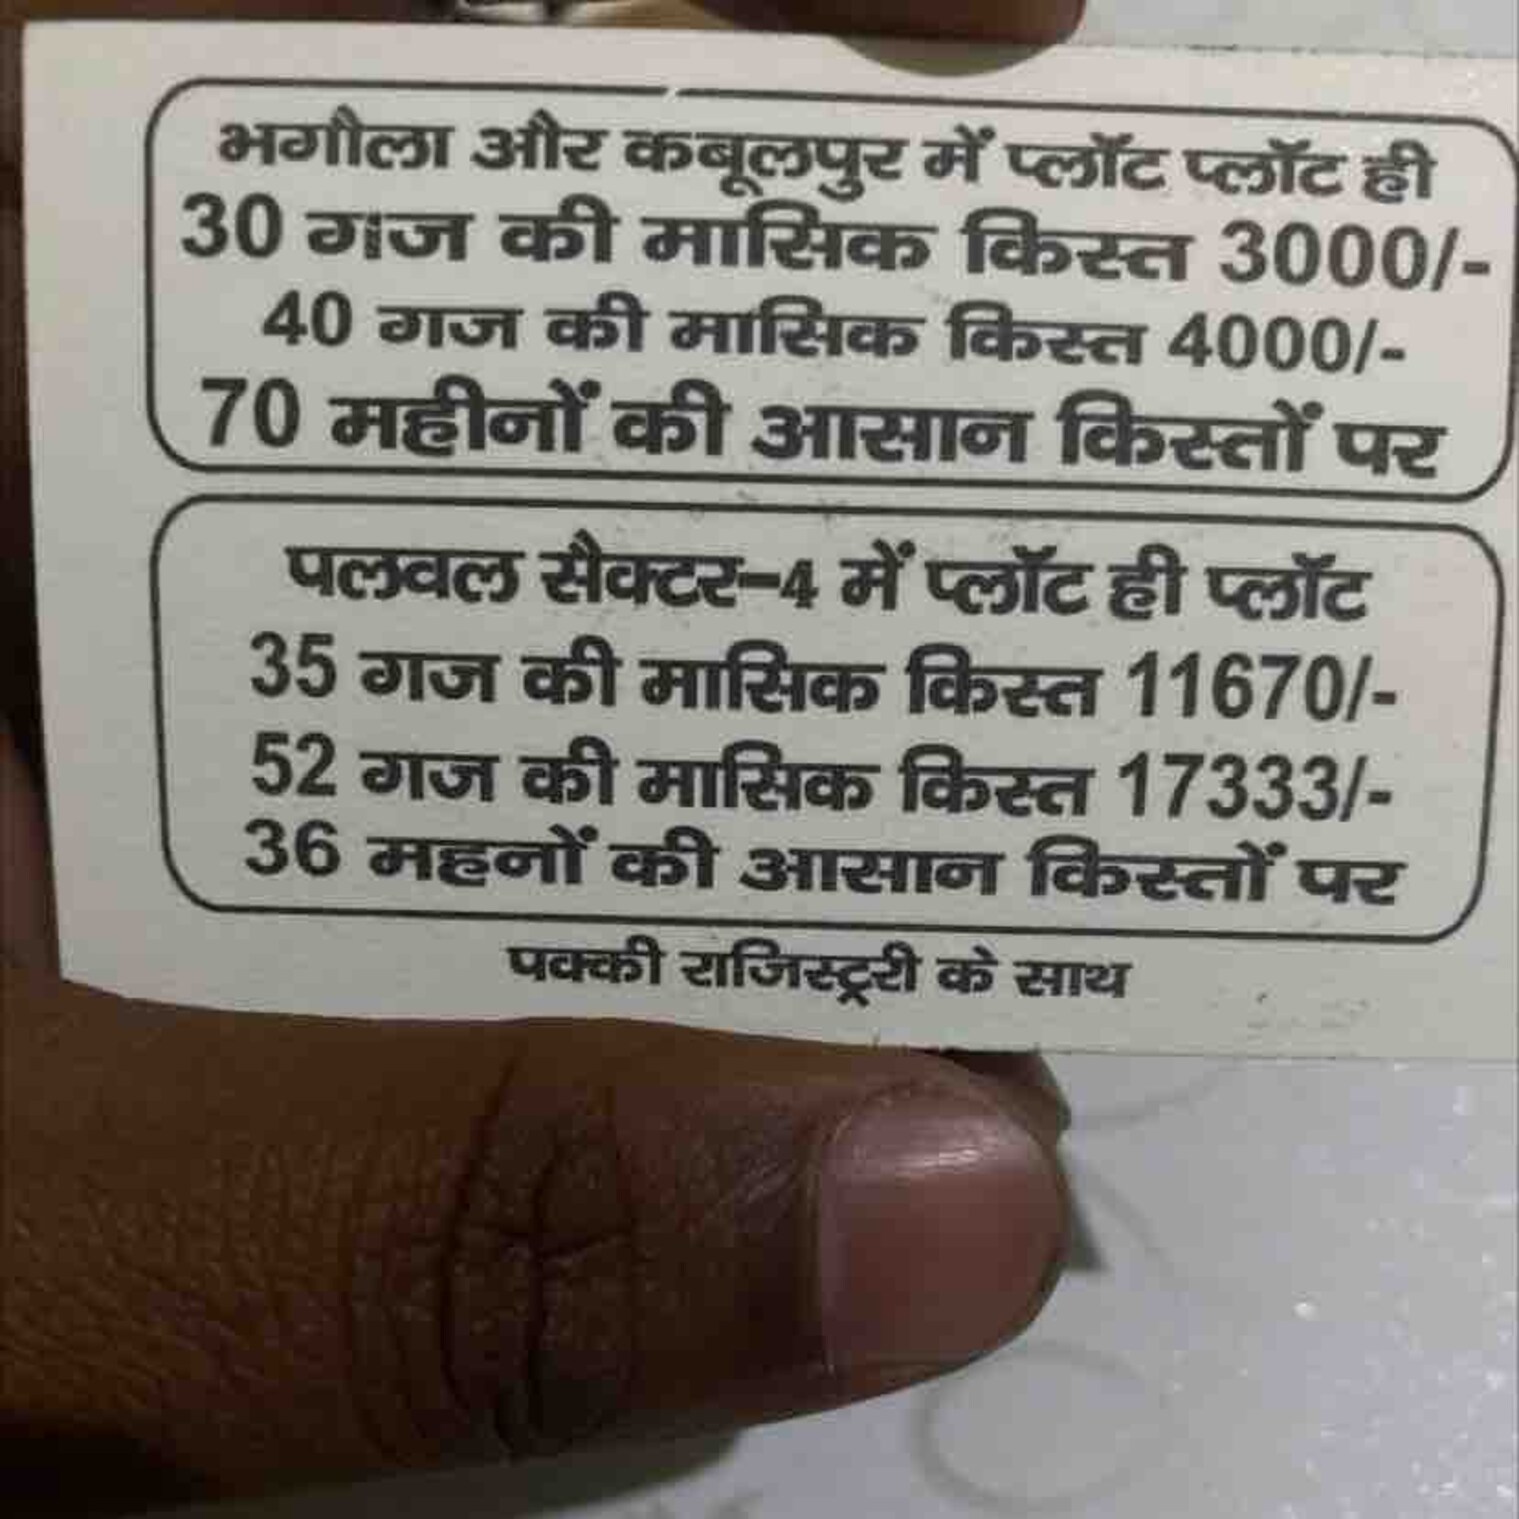 भगौला और कबूलपुर में प्लॉट प्लॉट ही
30 गंज की मासिक किस्त 3000/-
40 गज की मासिक किस्त 4000/-
70 महीनों की आसान किस्तों पर
पलवल सैक्टर-4 में प्लॉट ही प्लॉट
35 गज की मासिक किस्त 11670/-
52 गज की मासिक किस्त 17333/-
36 महनों की आसान किस्तों पर
पक्की राजिस्ट्ररी के साथ